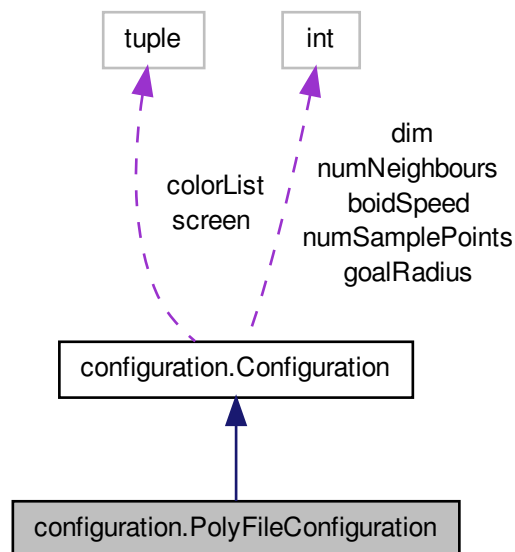 tuple
int
colorList
screen
dim
numNeighbours
boidSpeed
numSamplePoints
goalRadius
configuration.Configuration
configuration.PolyFileConfiguration